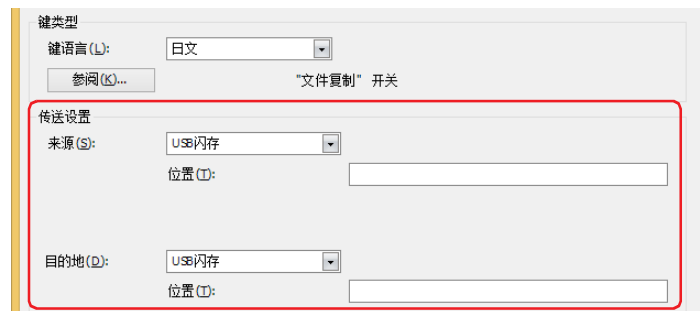 键类型
键语言(L): 日文
参阅(K)... "文件复制" 开关
传送设置
来源(S): USB闪存
位置(T):
目的地(D): USB闪存
位置(T):